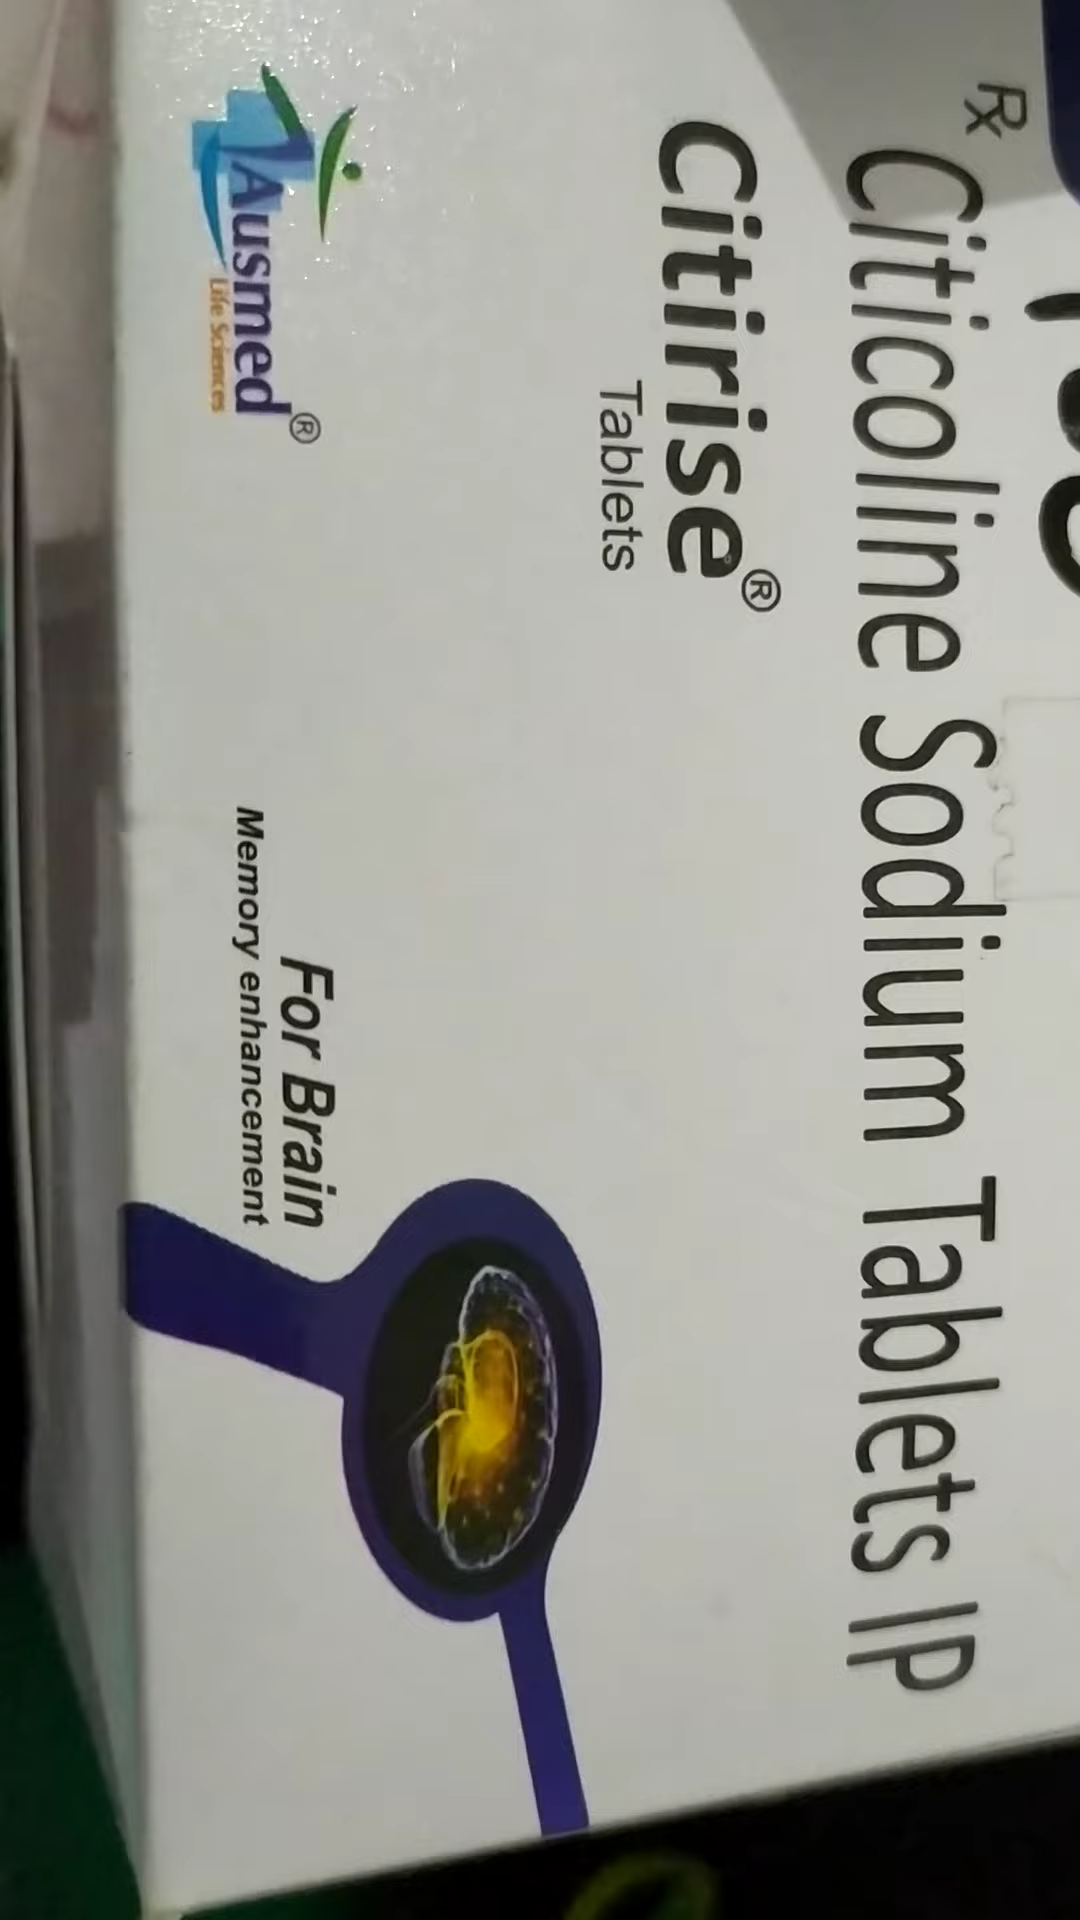 Rx
Citicoline Sodium Tablets IP
Citirise®
Tablets
Ausmed®
Life Sciences
For Brain
Memory enhancement